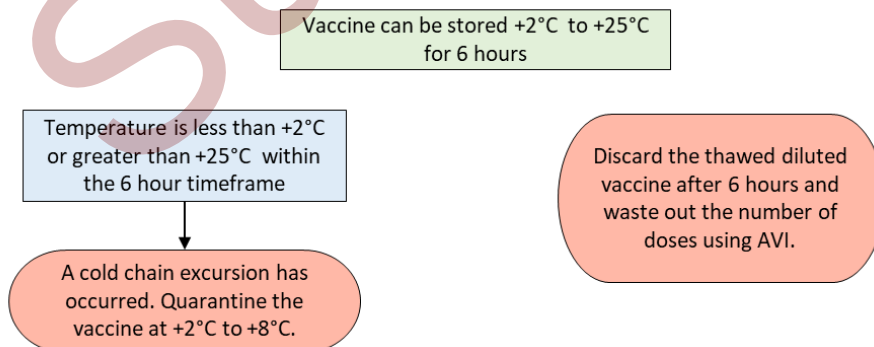 Vaccine can be stored +2°C to +25°C
for 6 hours
Temperature is less than +2°C
or greater than +25°C within
the 6 hour timeframe
Discard the thawed diluted
vaccine after 6 hours and
waste out the number of
doses using AVI.
A cold chain excursion has
occurred. Quarantine the
vaccine at +2°C to +8°C.